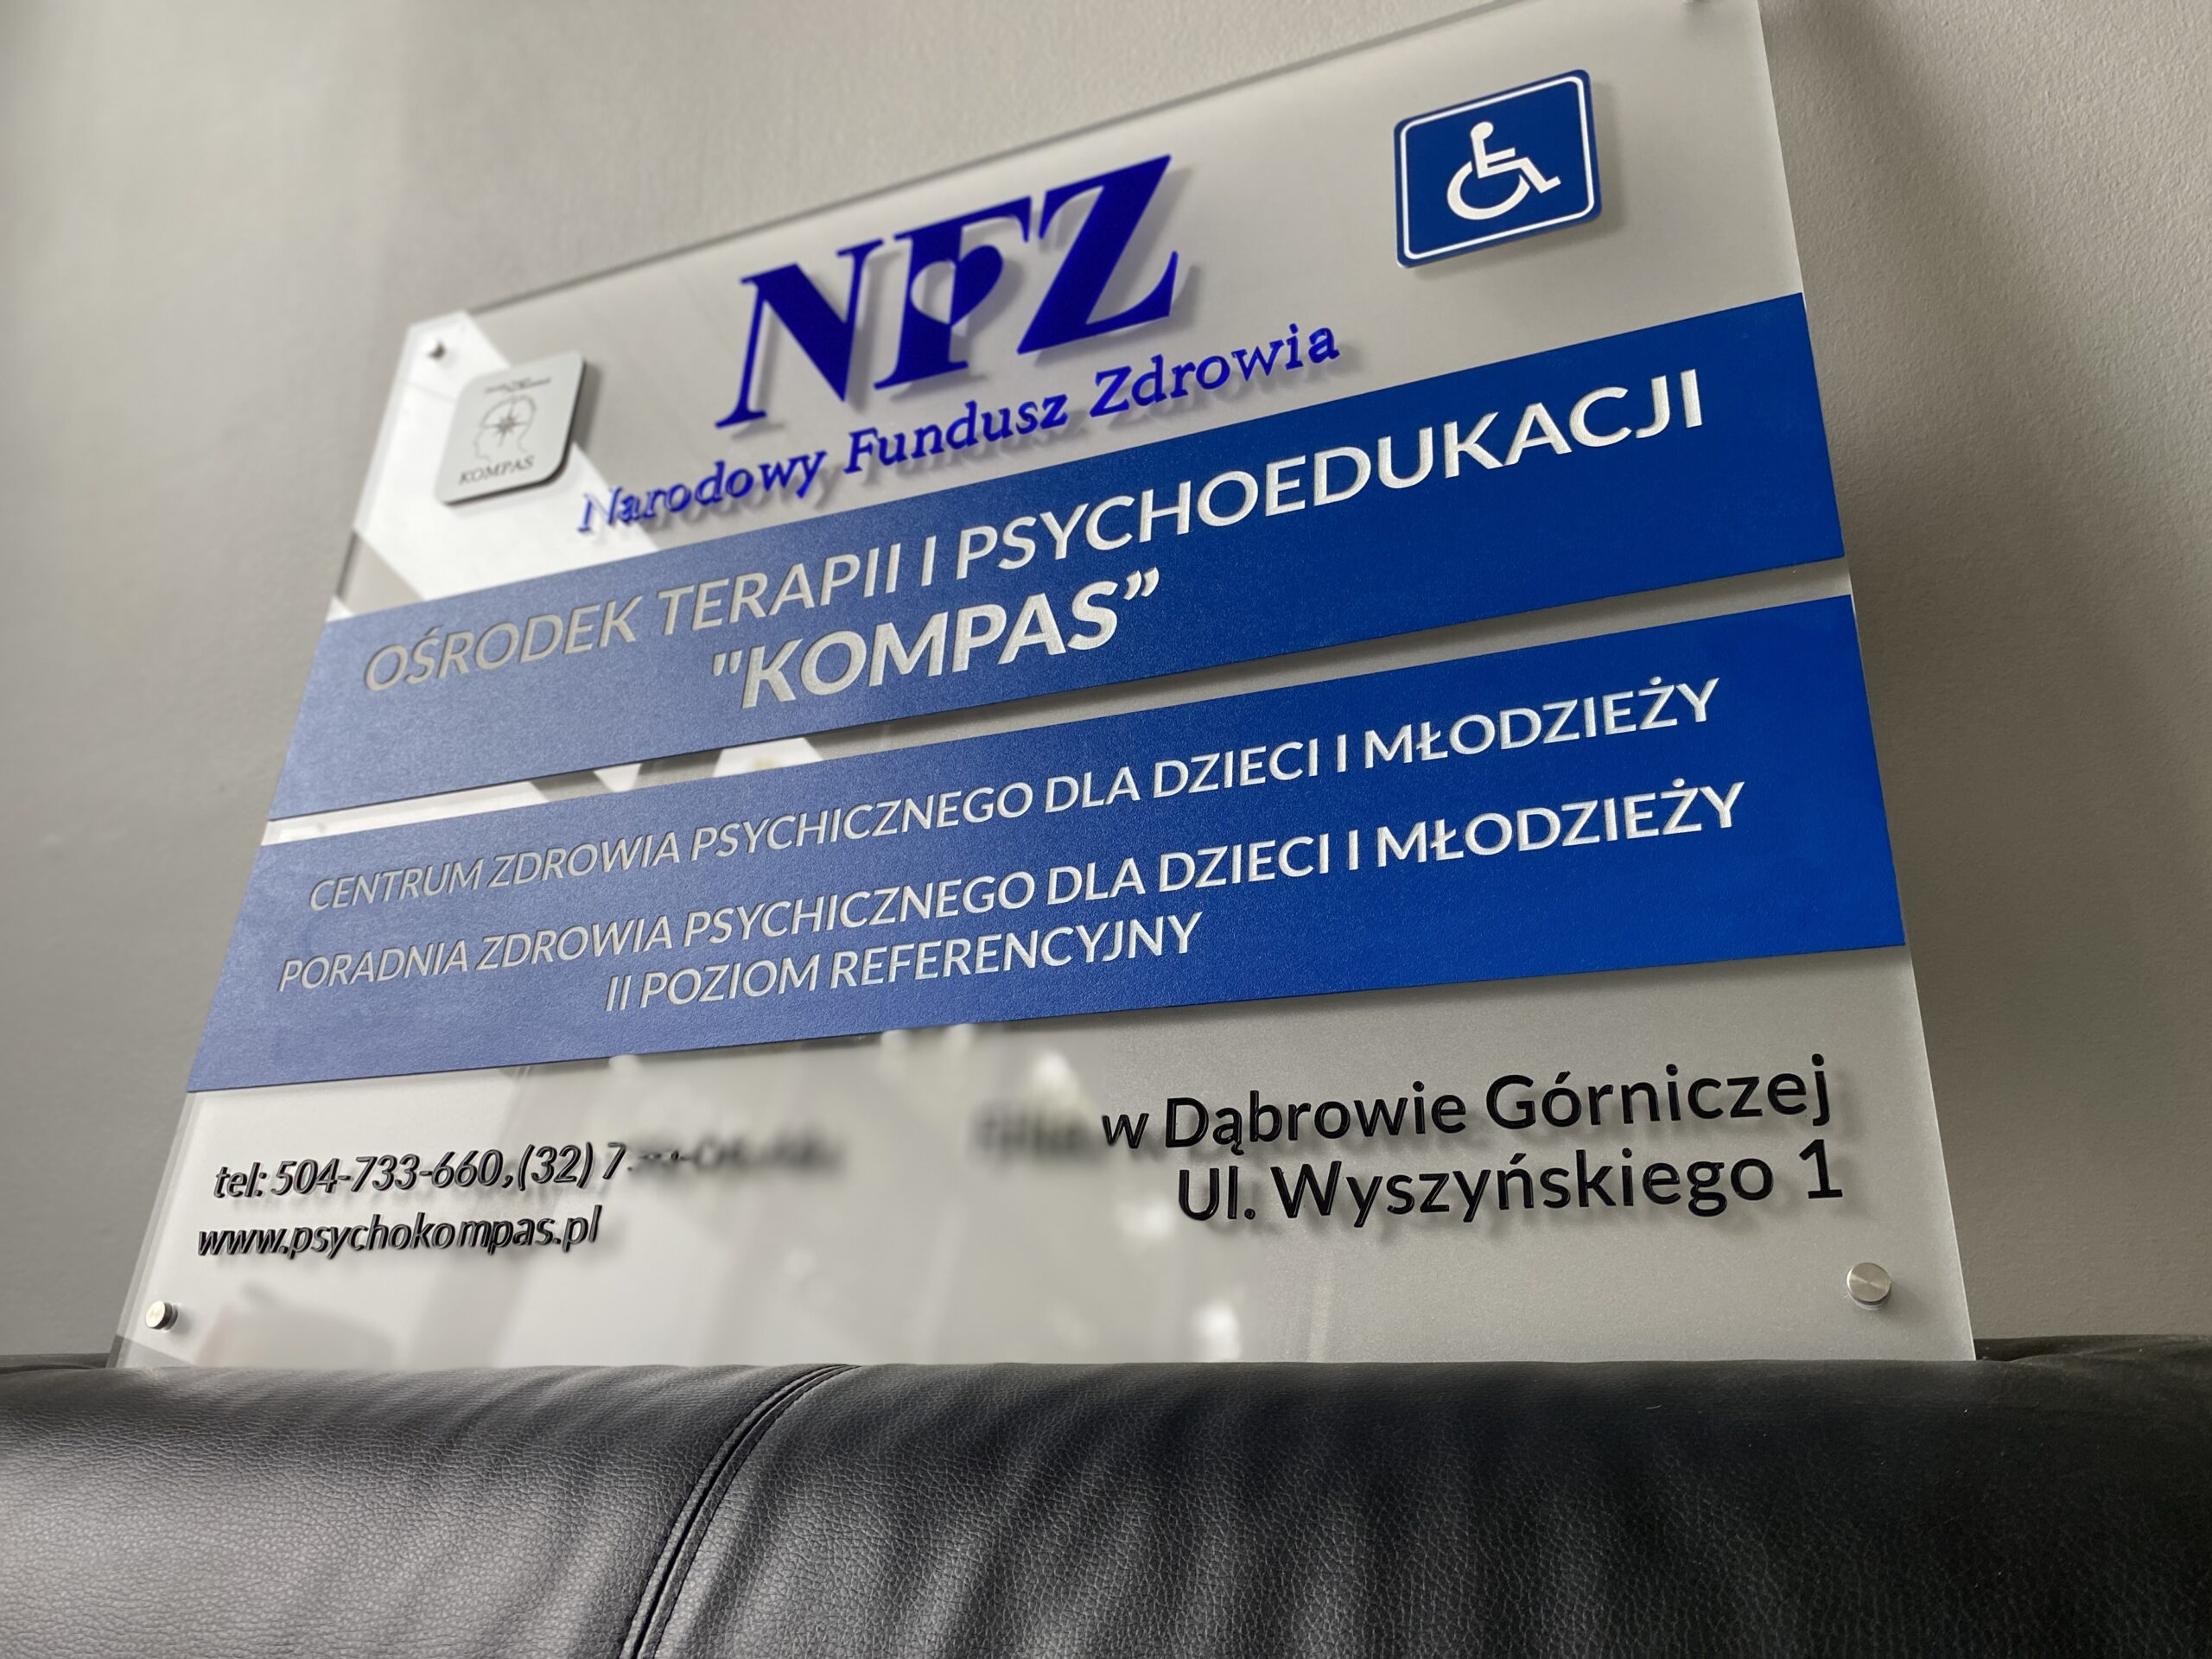 NFZ
Narodowy Fundusz Zdrowia
KOMPAS
OŚRODEK TERAPII I PSYCHOEDUKACJI
"KOMPAS”
CENTRUM ZDROWIA PSYCHICZNEGO DLA DZIECI I MŁODZIEŻY
PORADNIA ZDROWIA PSYCHICZNEGO DLA DZIECI I MŁODZIEŻY
II POZIOM REFERENCYJNY
tel: 504-733-660,(32)
www.psychokompas.pl
w Dąbrowie Górniczej
Ul. Wyszyńskiego 1